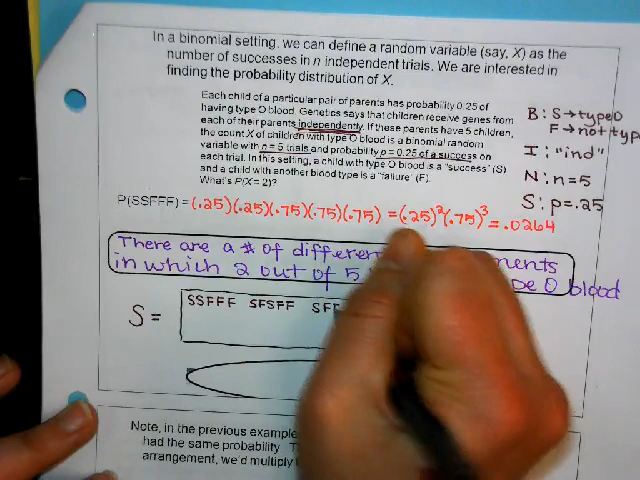 In a binomial setting, we can define a random variable (say, X) as the
number of successes in n independent trials. We are interested in
finding the probability distribution of X.
Each child of a particular pair of parents has probability 0.25 of
having type O blood. Genetics says that children receive genes from
each of their parents independently. If these parents have 5 children,
the count X of children with type O blood is a binomial random
variable with n = 5 trials and probability p = 0.25 of a success on
each trial. In this setting, a child with type O blood is a "success" (S)
and a child with another blood type is a "failure" (F).
What's P(X = 2)?
B: S→type O
F→not type
I: "ind"
N: n=5
S: p=.25
P(SSFFF) = (.25)(.25)(.75)(.75)(.75) = (.25)²(.75)³ = .0264
There are a # of different
in which 2 out of 5 O blood
S = SSFFF SFSFF
Note, in the previous example
had the same probability
arrangement, we'd multiply